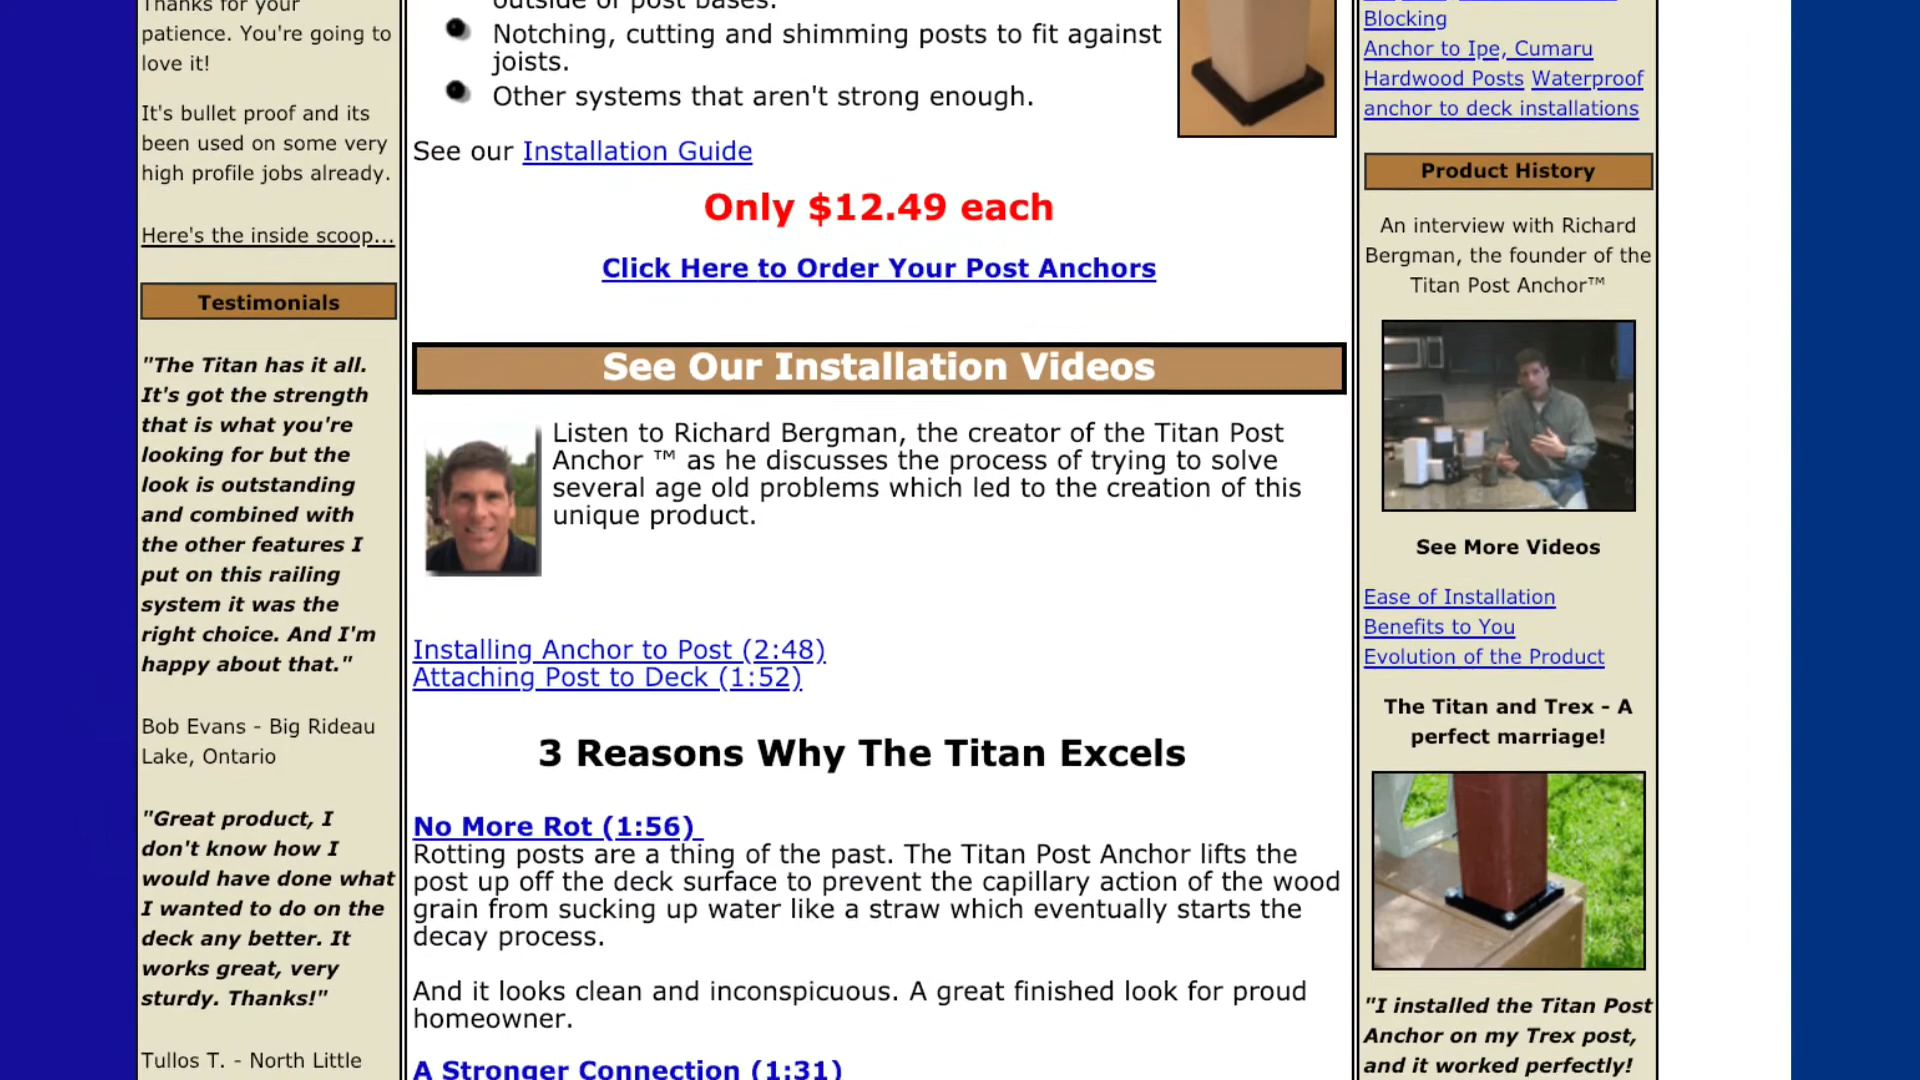 Thanks for your
patience. You're going to
love it!
It's bullet proof and its
been used on some very
high profile jobs already.
Here's the inside scoop...
Testimonials
"The Titan has it all.
It's got the strength
that is what you're
looking for but the
look is outstanding
and combined with
the other features I
put on this railing
system it was the
right choice. And I'm
happy about that."
Bob Evans - Big Rideau
Lake, Ontario
"Great product, I
don't know how I
would have done what
I wanted to do on the
deck any better. It
works great, very
sturdy. Thanks!"
Tullos T. - North Little
outside of post bases.
Notching, cutting and shimming posts to fit against
joists.
Other systems that aren't strong enough.
See our Installation Guide
Only $12.49 each
Click Here to Order Your Post Anchors
See Our Installation Videos
Listen to Richard Bergman, the creator of the Titan Post
Anchor ™ as he discusses the process of trying to solve
several age old problems which led to the creation of this
unique product.
Installing Anchor to Post (2:48)
Attaching Post to Deck (1:52)
3 Reasons Why The Titan Excels
No More Rot (1:56)
Rotting posts are a thing of the past. The Titan Post Anchor lifts the
post up off the deck surface to prevent the capillary action of the wood
grain from sucking up water like a straw which eventually starts the
decay process.
And it looks clean and inconspicuous. A great finished look for proud
homeowner.
A Stronger Connection (1:31)
Blocking
Anchor to Ipe, Cumaru
Hardwood Posts Waterproof
anchor to deck installations
Product History
An interview with Richard
Bergman, the founder of the
Titan Post Anchor™
See More Videos
Ease of Installation
Benefits to You
Evolution of the Product
The Titan and Trex - A
perfect marriage!
"I installed the Titan Post
Anchor on my Trex post,
and it worked perfectly!